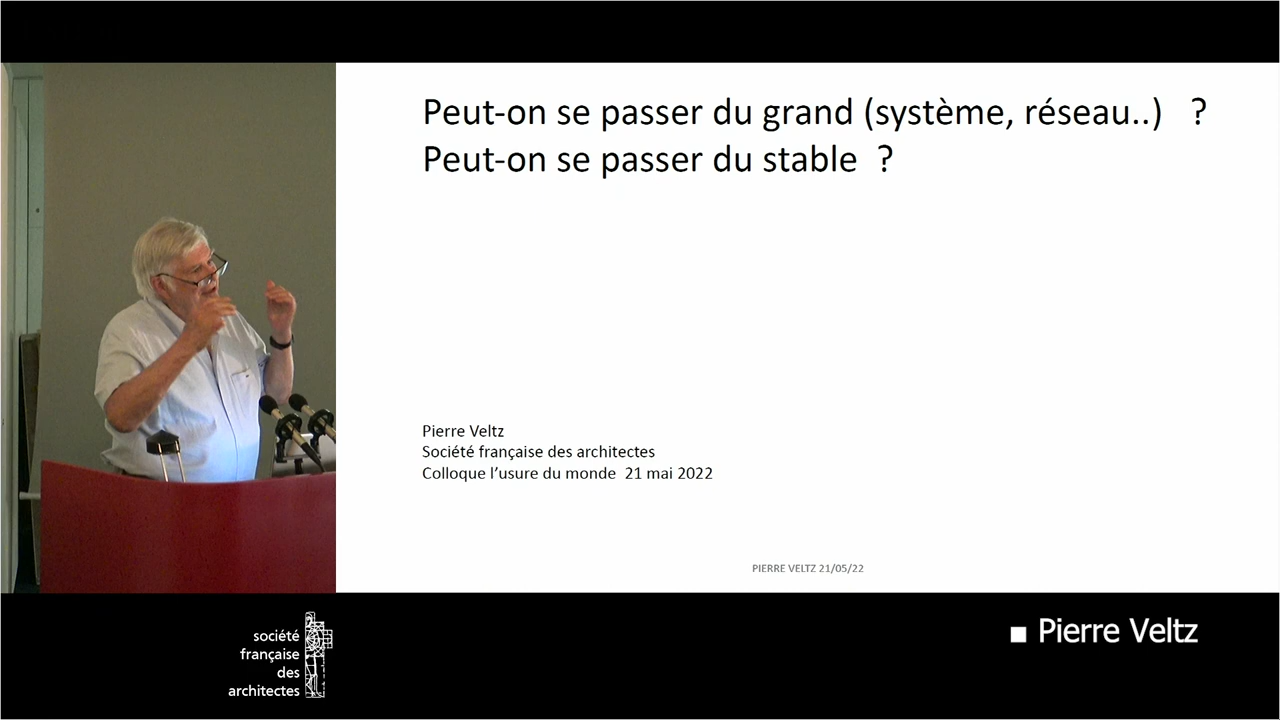 Peut-on se passer du grand (système, réseau..) ?
Peut-on se passer du stable ?
Pierre Veltz
Société française des architectes
Colloque l’usure du monde 21 mai 2022
PIERRE VELTZ 21/05/22
société
française
des
architectes
■ Pierre Veltz